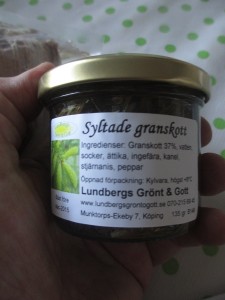 Syltade granskott
Ingredienser: Granskott 37%, vatten,
socker, ättika, ingefära, kanel,
stjärnanis, peppar
Öppnad förpackning: Kylvara, högst +8°C
Lundbergs Grönt & Gott
www.lundbergsgrontogott.se
Munktorps-Ekeby 7, Köping